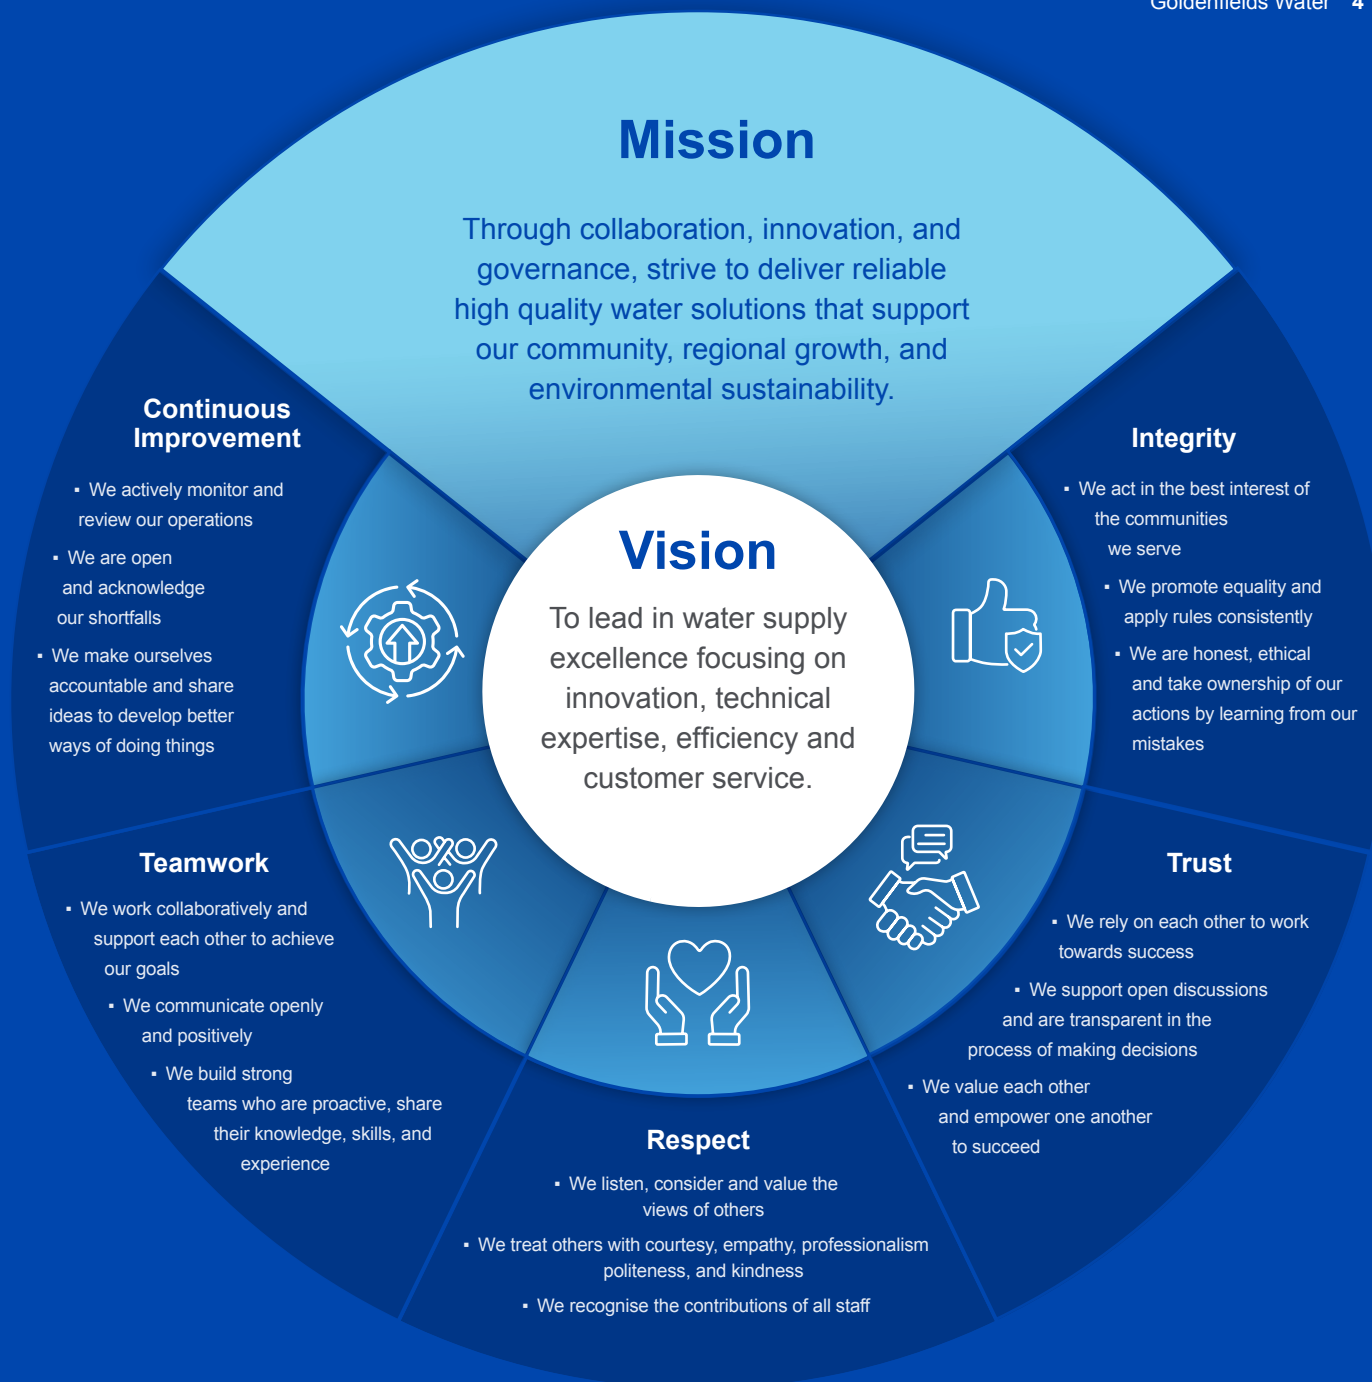 Goldenfields Water 4
Mission
Through collaboration, innovation, and
governance, strive to deliver reliable
high quality water solutions that support
our community, regional growth, and
environmental sustainability.
Vision
To lead in water supply
excellence focusing on
innovation, technical
expertise, efficiency and
customer service.
Continuous
Improvement
▪ We actively monitor and
review our operations
▪ We are open
and acknowledge
our shortfalls
▪ We make ourselves
accountable and share
ideas to develop better
ways of doing things
Integrity
▪ We act in the best interest of
the communities
we serve
▪ We promote equality and
apply rules consistently
▪ We are honest, ethical
and take ownership of our
actions by learning from our
mistakes
Teamwork
▪ We work collaboratively and
support each other to achieve
our goals
▪ We communicate openly
and positively
▪ We build strong
teams who are proactive, share
their knowledge, skills, and
experience
Trust
▪ We rely on each other to work
towards success
▪ We support open discussions
and are transparent in the
process of making decisions
▪ We value each other
and empower one another
to succeed
Respect
▪ We listen, consider and value the
views of others
▪ We treat others with courtesy, empathy, professionalism
politeness, and kindness
▪ We recognise the contributions of all staff